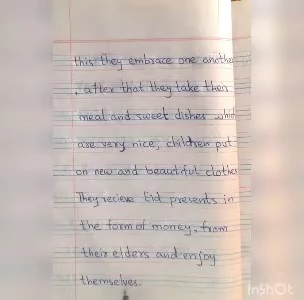 this they embrace one another
, after that they take their
meal and sweet dishes which
are very nice, children put
on new and beautiful clothes
They recieve Eid presents in
the form of money, from
their elders and enjoy
themselves.
InShOt